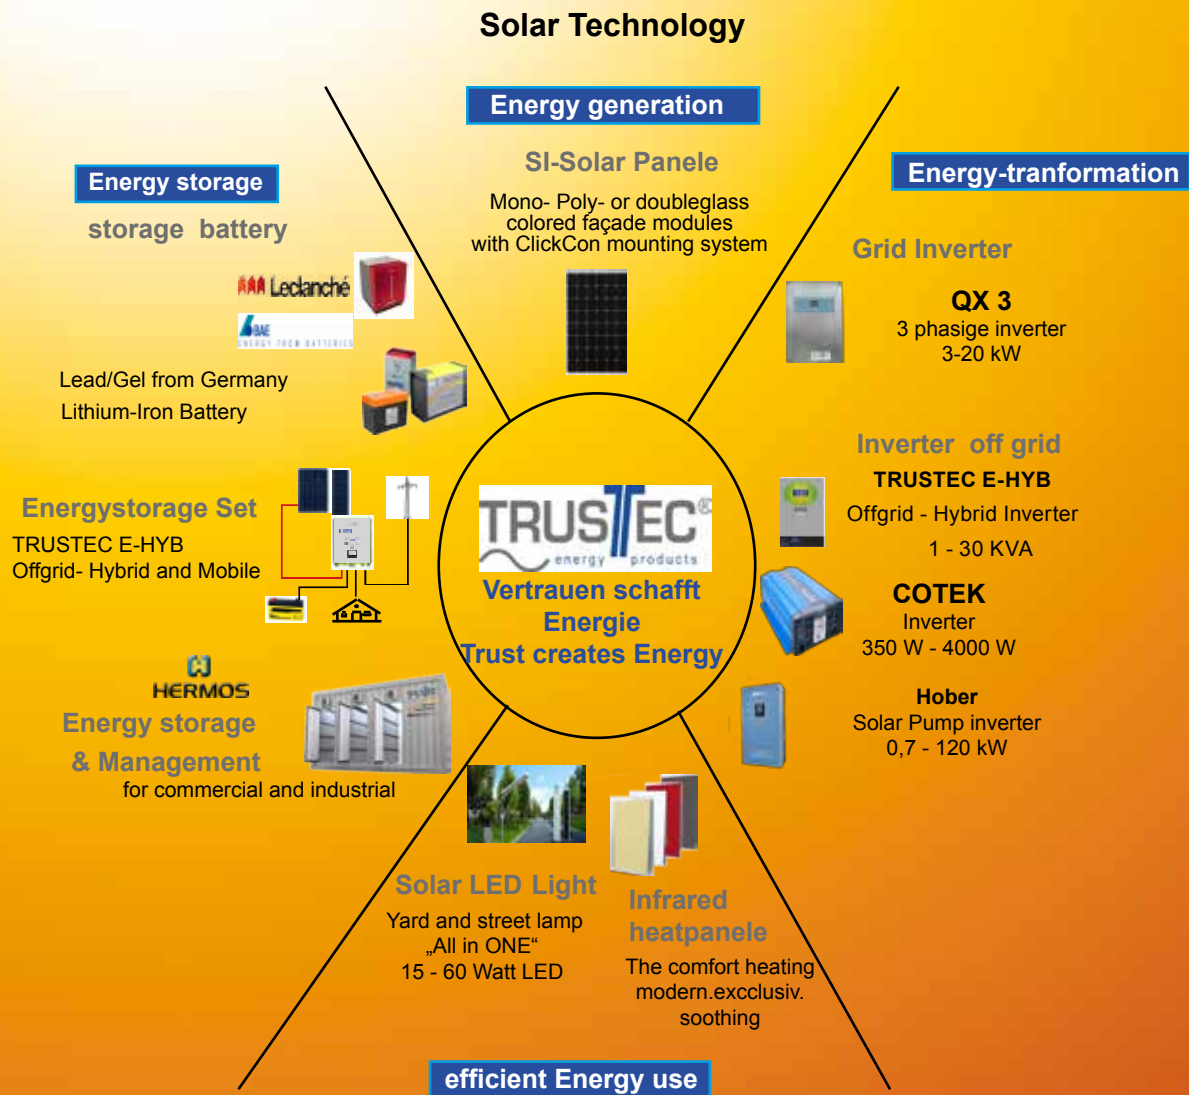 Solar Technology
Energy generation
SI-Solar Panele
Mono- Poly- or doubleglass
colored façade modules
with ClickCon mounting system
Energy storage
storage battery
Leclanché
BAE
ENERGY FROM BATTERIES
Lead/Gel from Germany
Lithium-Iron Battery
Energystorage Set
TRUSTEC E-HYB
Offgrid- Hybrid and Mobile
HERMOS
Energy storage
& Management
for commercial and industrial
Energy-tranformation
Grid Inverter
QX 3
3 phasige inverter
3-20 kW
Inverter off grid
TRUSTEC E-HYB
Offgrid - Hybrid Inverter
1 - 30 KVA
COTEK
Inverter
350 W - 4000 W
Hober
Solar Pump inverter
0,7 - 120 kW
TRUSTEC®
energy products
Vertrauen schafft
Energie
Trust creates Energy
Solar LED Light
Yard and street lamp
„All in ONE“
15 - 60 Watt LED
Infrared
heatpanele
The comfort heating
modern.excclusiv.
soothing
efficient Energy use